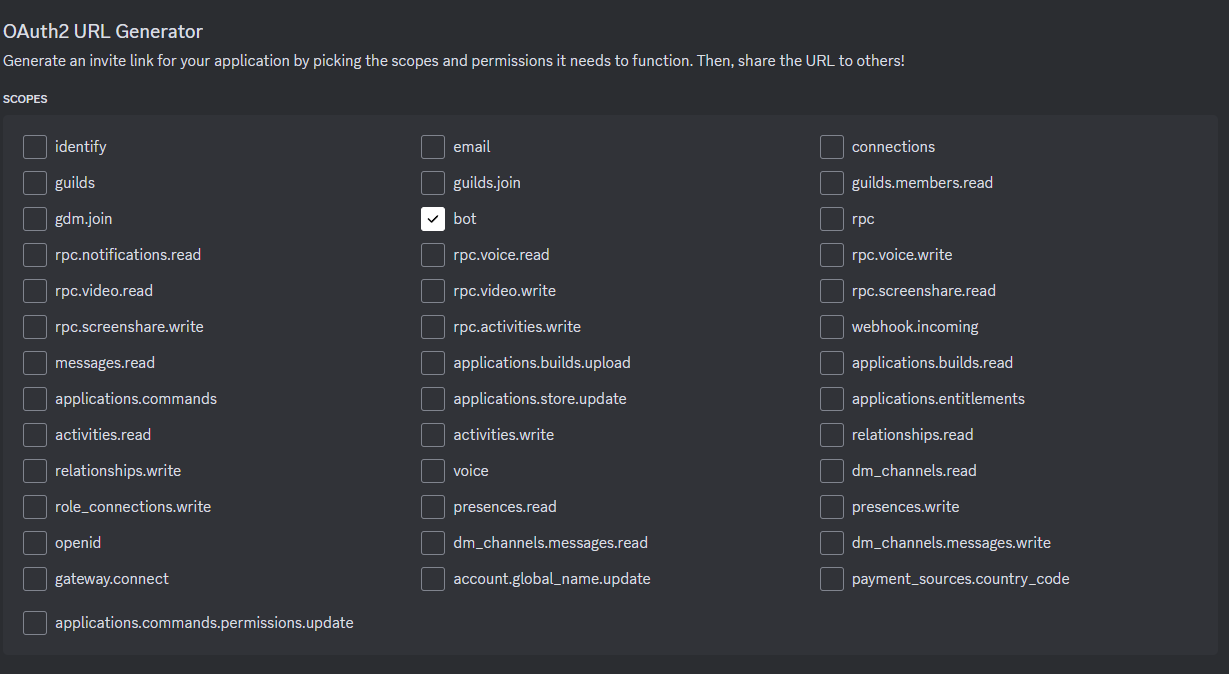 OAuth2 URL Generator
Generate an invite link for your application by picking the scopes and permissions it needs to function. Then, share the URL to others!
SCOPES
identify email connections
guilds guilds.join guilds.members.read
gdm.join bot rpc
rpc.notifications.read rpc.voice.read rpc.voice.write
rpc.video.read rpc.video.write rpc.screenshare.read
rpc.screenshare.write rpc.activities.write webhook.incoming
messages.read applications.builds.upload applications.builds.read
applications.commands applications.store.update applications.entitlements
activities.read activities.write relationships.read
relationships.write voice dm_channels.read
role_connections.write presences.read presences.write
openid dm_channels.messages.read dm_channels.messages.write
gateway.connect account.global_name.update payment_sources.country_code
applications.commands.permissions.update